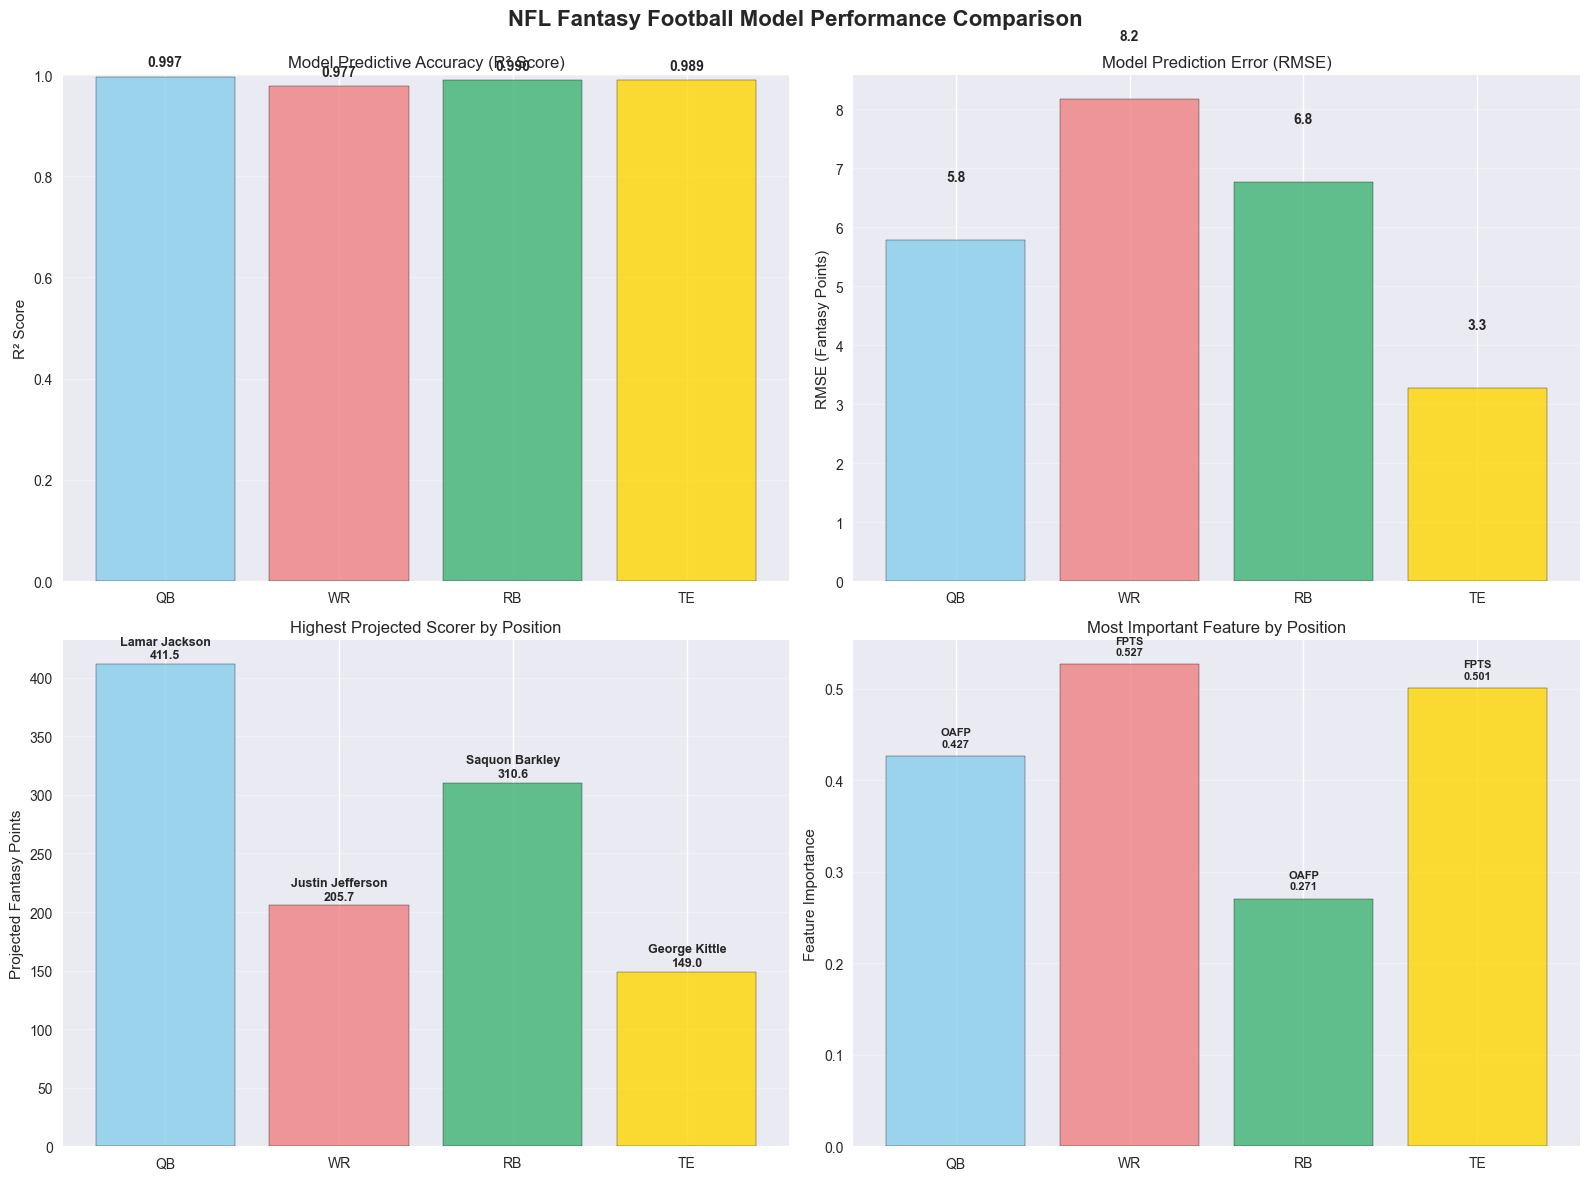 NFL Fantasy Football Model Performance Comparison
Model Predictive Accuracy (R² Score)
0.997
0.977
0.990
0.989
R² Score
1.0
0.8
0.6
0.4
0.2
0.0
QB
WR
RB
TE
Model Prediction Error (RMSE)
5.8
8.2
6.8
3.3
RMSE (Fantasy Points)
8
7
6
5
4
3
2
1
0
QB
WR
RB
TE
Highest Projected Scorer by Position
Lamar Jackson
411.5
Justin Jefferson
205.7
Saquon Barkley
310.6
George Kittle
149.0
Projected Fantasy Points
400
350
300
250
200
150
100
50
0
QB
WR
RB
TE
Most Important Feature by Position
OAFP
0.427
FPTS
0.527
OAFP
0.271
FPTS
0.501
Feature Importance
0.5
0.4
0.3
0.2
0.1
0.0
QB
WR
RB
TE